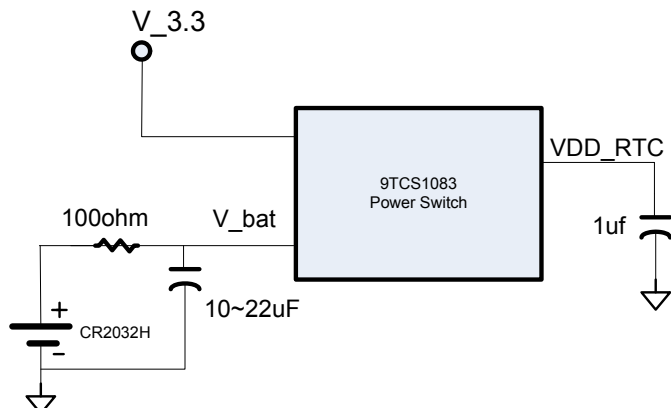 V_3.3
9TCS1083
Power Switch
VDD_RTC
100ohm
V_bat
1uf
10~22uF
+
CR2032H
-